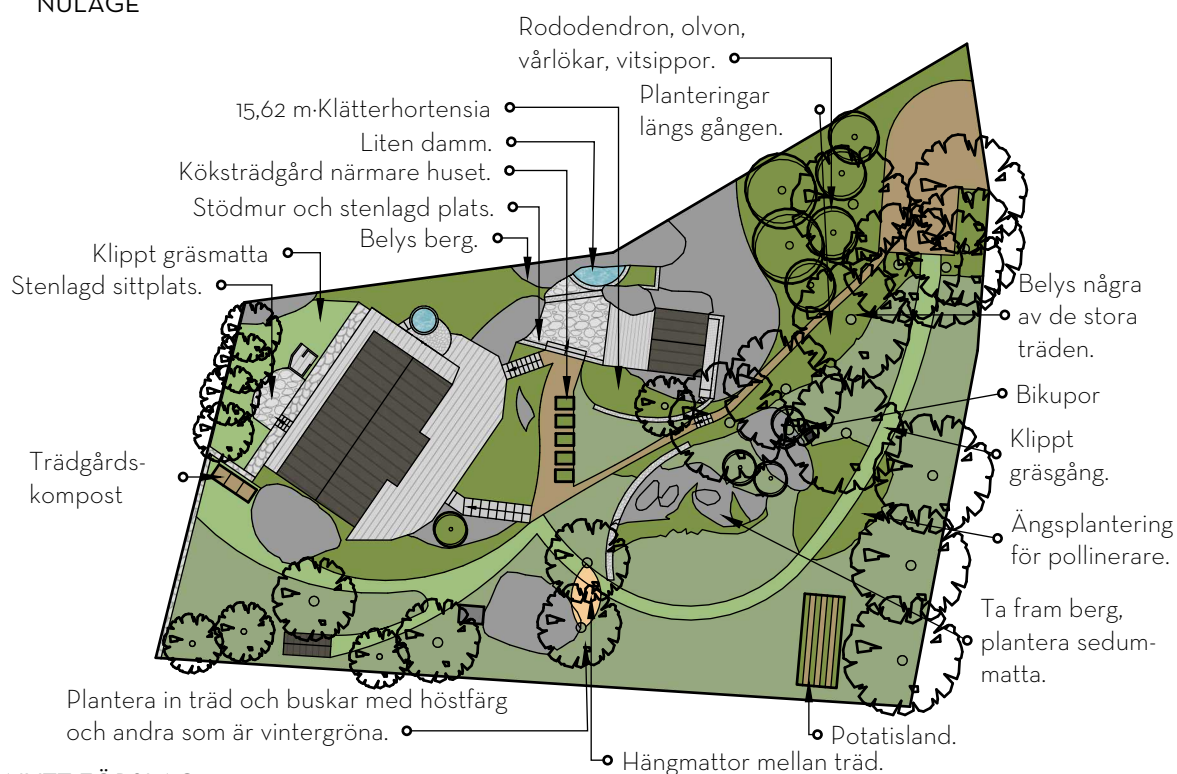 NULÄGE
Rododendron, olvon,
vårlökar, vitsippor.
Planteringar
längs gången.
15,62 m·Klätterhortensia
Liten damm.
Köksträdgård närmare huset.
Stödmur och stenlagd plats.
Belys berg.
Klippt gräsmatta
Stenlagd sittplats.
Belys några
av de stora
träden.
Bikupor
Klippt
gräsgång.
Trädgårds-
kompost
Ängsplantering
för pollinerare.
Ta fram berg,
plantera sedum-
matta.
Plantera in träd och buskar med höstfärg
och andra som är vintergröna.
Potatisland.
Hängmattor mellan träd.